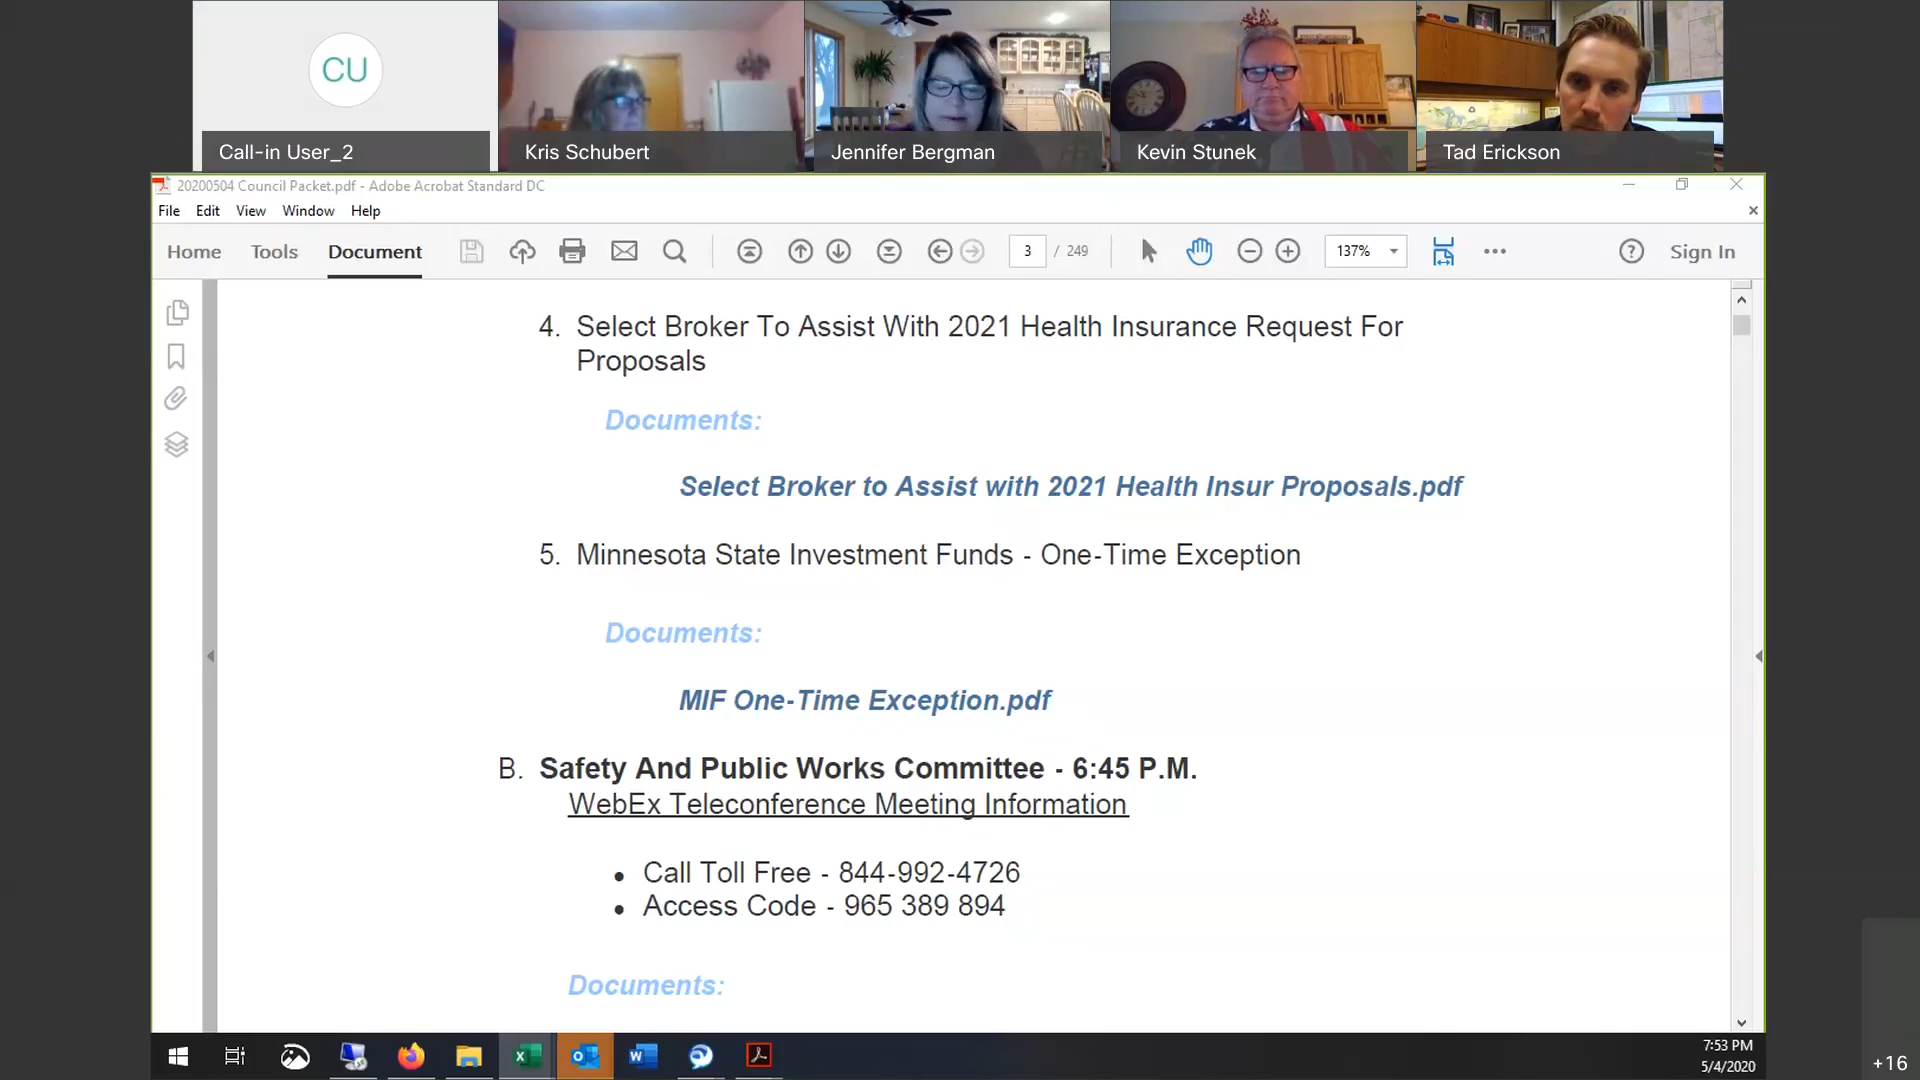 CU
Call-in User_2
Kris Schubert
Jennifer Bergman
Kevin Stunek
Tad Erickson
20200504 Council Packet.pdf - Adobe Acrobat Standard DC
File Edit View Window Help
Home Tools Document 3 / 249 137% Sign In
4. Select Broker To Assist With 2021 Health Insurance Request For
Proposals
Documents:
Select Broker to Assist with 2021 Health Insur Proposals.pdf
5. Minnesota State Investment Funds - One-Time Exception
Documents:
MIF One-Time Exception.pdf
B. Safety And Public Works Committee - 6:45 P.M.
WebEx Teleconference Meeting Information
• Call Toll Free - 844-992-4726
• Access Code - 965 389 894
Documents:
7:53 PM
5/4/2020
+16